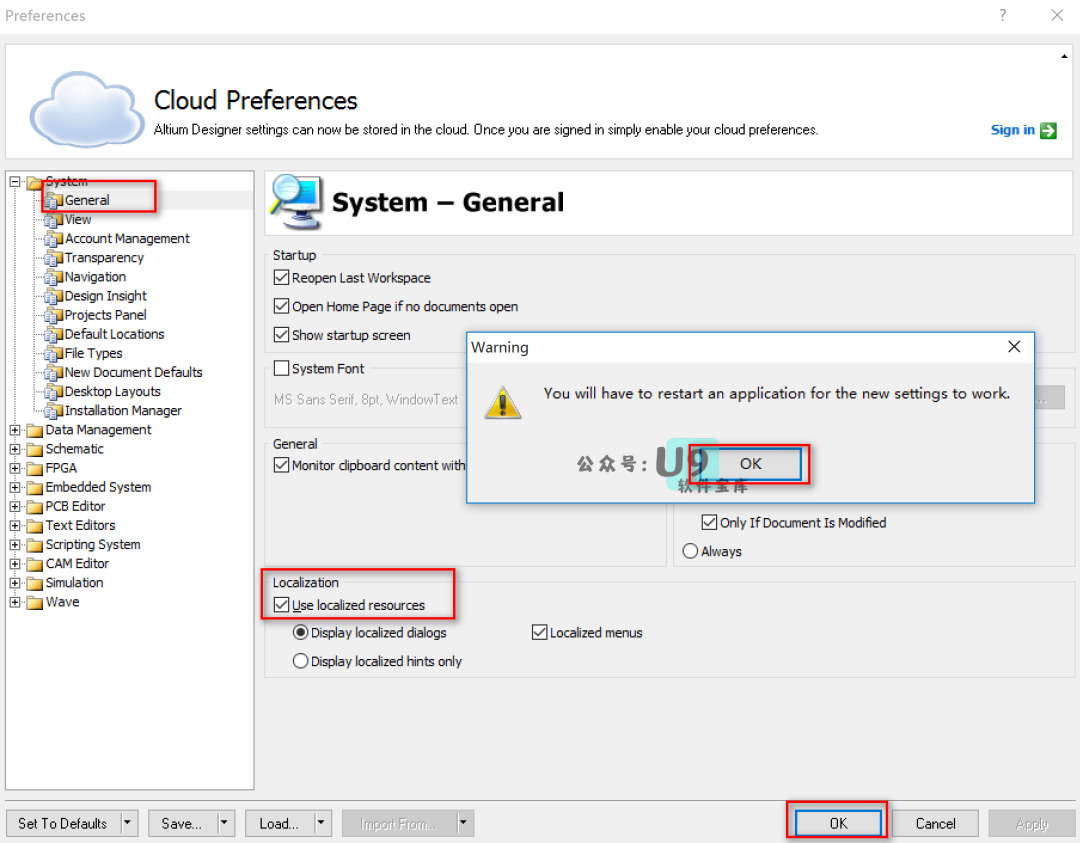 Preferences
?
Cloud Preferences
Altium Designer settings can now be stored in the cloud. Once you are signed in simply enable your cloud preferences.
Sign in
System
General
View
Account Management
Transparency
Navigation
Design Insight
Projects Panel
Default Locations
File Types
New Document Defaults
Desktop Layouts
Installation Manager
Data Management
Schematic
FPGA
Embedded System
PCB Editor
Text Editors
Scripting System
CAM Editor
Simulation
Wave
System – General
Startup
Reopen Last Workspace
Open Home Page if no documents open
Show startup screen
System Font
MS Sans Serif, 8pt, WindowText
...
General
Monitor clipboard content with
Warning
You will have to restart an application for the new settings to work.
公众号: U9
软件宝库
OK
Only If Document Is Modified
Always
Localization
Use localized resources
Display localized dialogs
Localized menus
Display localized hints only
Set To Defaults
Save...
Load...
Import From...
OK
Cancel
Apply